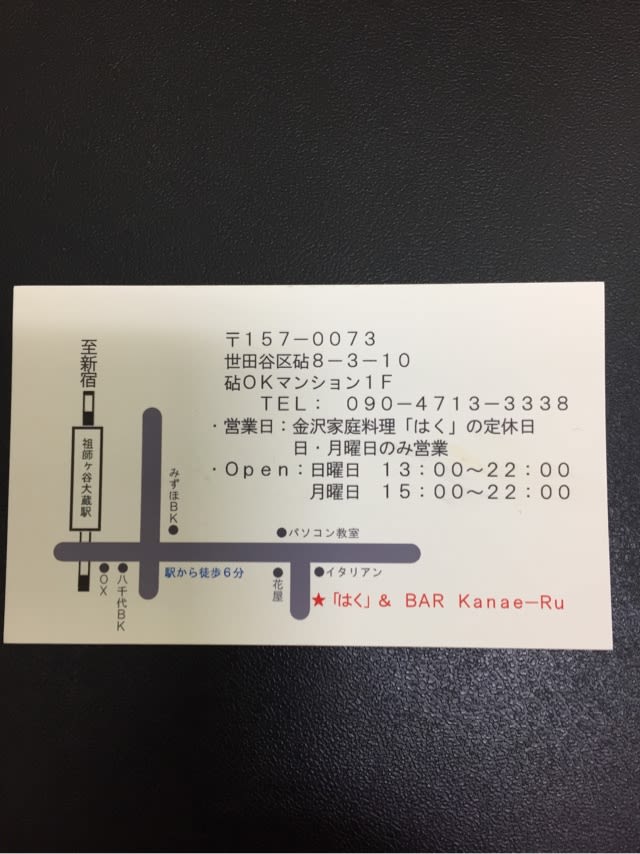 〒157-0073
世田谷区砧8-3-10
砧OKマンション1F
TEL: 090-4713-3338
・営業日:金沢家庭料理「はく」の定休日
日・月曜日のみ営業
・Open:日曜日 13:00〜22:00
月曜日 15:00〜22:00
至新宿
祖師ヶ谷大蔵駅
みずほBK
●パソコン教室
OX
八千代BK
駅から徒歩6分
花屋
●イタリアン
★「はく」& BAR Kanae-Ru